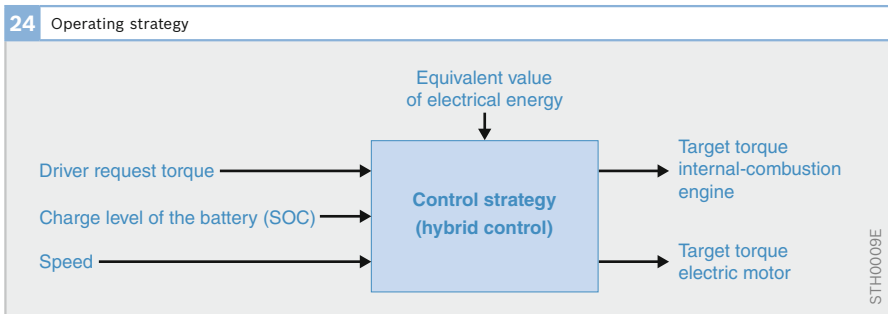 24 Operating strategy
Equivalent value
of electrical energy
Driver request torque
Charge level of the battery (SOC)
Speed
Control strategy
(hybrid control)
Target torque
internal-combustion
engine
Target torque
electric motor
STH0009E